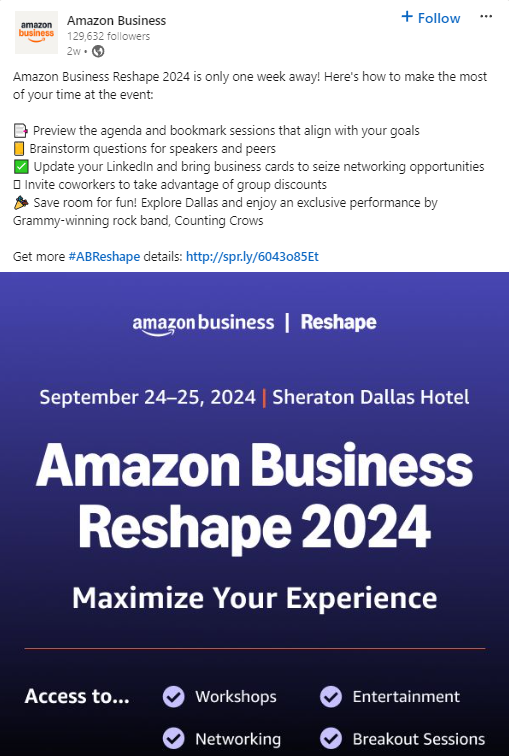 amazon
business
Amazon Business
129,632 followers
2w •
+ Follow
Amazon Business Reshape 2024 is only one week away! Here's how to make the most
of your time at the event:
📑 Preview the agenda and bookmark sessions that align with your goals
📒 Brainstorm questions for speakers and peers
✅ Update your LinkedIn and bring business cards to seize networking opportunities
▯ Invite coworkers to take advantage of group discounts
🎉 Save room for fun! Explore Dallas and enjoy an exclusive performance by
Grammy-winning rock band, Counting Crows
Get more #ABReshape details: http://spr.ly/6043o85Et
amazon business | Reshape
September 24–25, 2024 | Sheraton Dallas Hotel
Amazon Business
Reshape 2024
Maximize Your Experience
Access to...
Workshops
Entertainment
Networking
Breakout Sessions